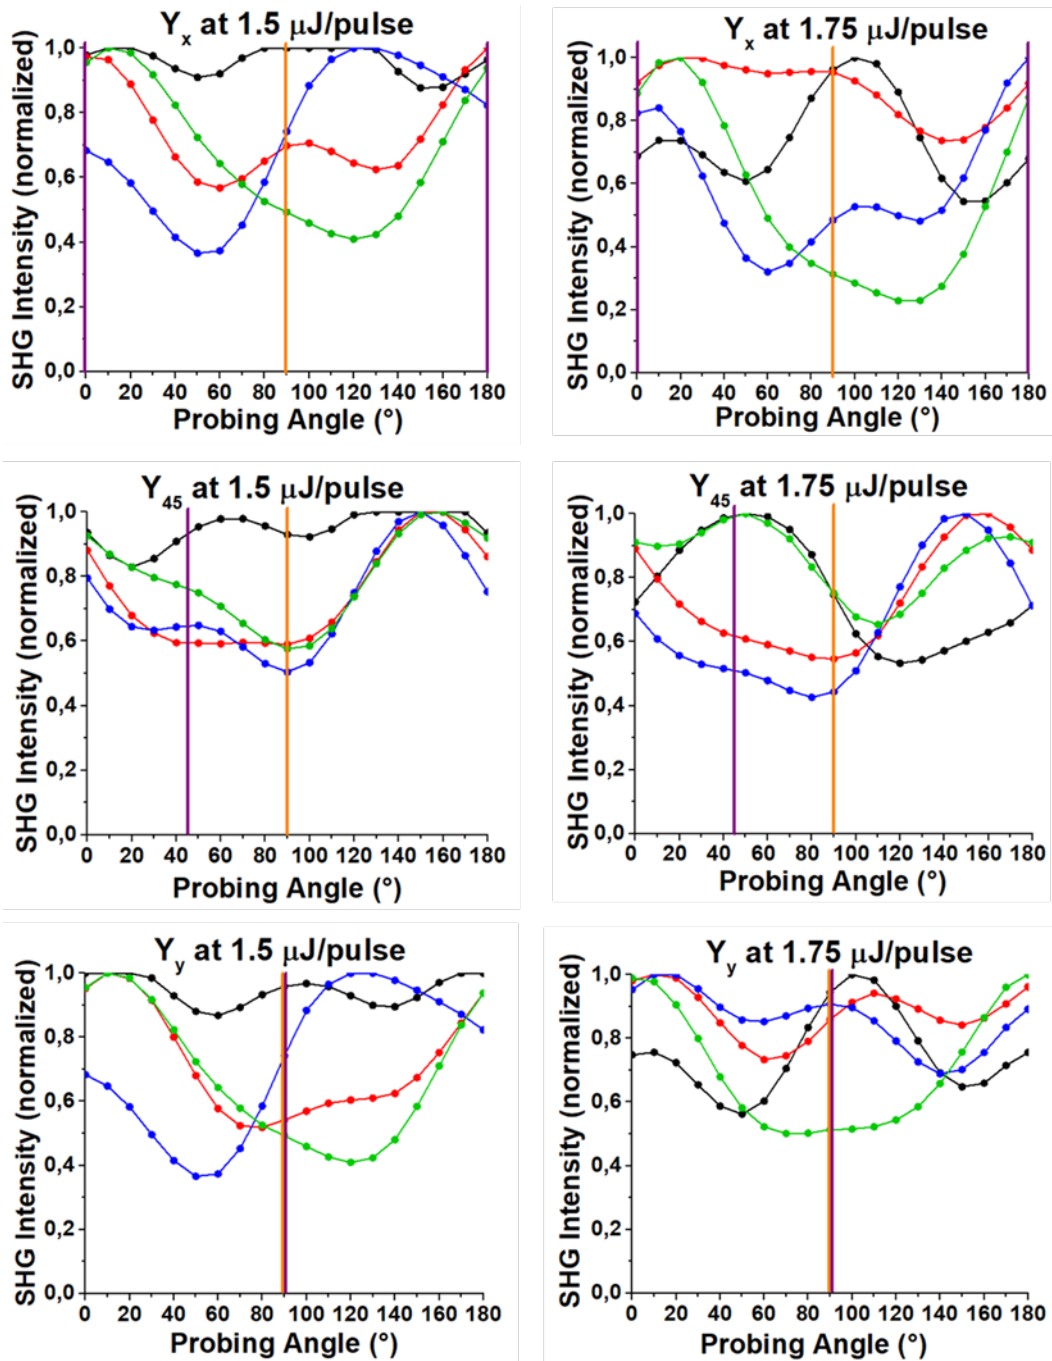 Yx at 1.5 μJ/pulse
SHG Intensity (normalized)
1,0
0,8
0,6
0,4
0,2
0,0
0 20 40 60 80 100 120 140 160 180
Probing Angle (°)
Yx at 1.75 μJ/pulse
SHG Intensity (normalized)
1,0
0,8
0,6
0,4
0,2
0,0
0 20 40 60 80 100 120 140 160 180
Probing Angle (°)
Y45 at 1.5 μJ/pulse
SHG Intensity (normalized)
1,0
0,8
0,6
0,4
0,2
0,0
0 20 40 60 80 100 120 140 160 180
Probing Angle (°)
Y45 at 1.75 μJ/pulse
SHG Intensity (normalized)
1,0
0,8
0,6
0,4
0,2
0,0
0 20 40 60 80 100 120 140 160 180
Probing Angle (°)
Yy at 1.5 μJ/pulse
SHG Intensity (normalized)
1,0
0,8
0,6
0,4
0,2
0,0
0 20 40 60 80 100 120 140 160 180
Probing Angle (°)
Yy at 1.75 μJ/pulse
SHG Intensity (normalized)
1,0
0,8
0,6
0,4
0,2
0,0
0 20 40 60 80 100 120 140 160 180
Probing Angle (°)